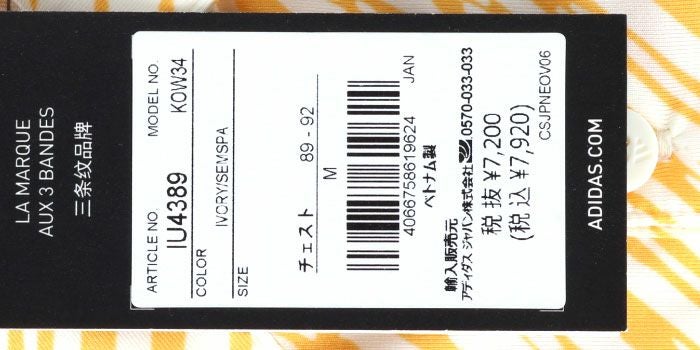 LA MARQUE
AUX 3 BANDES
三条纹品牌
ARTICLE NO. MODEL NO.
IU4389 KOW34
COLOR
IVORY/SEMSPA
SIZE
チェスト 89 - 92
M
JAN
4066758619624
ベトナム製
輸入販売元
アディダス ジャパン株式会社 0570-033-033
税 抜 ¥7,200
(税 込 ¥7,920)
CSJPNEOV06
ADIDAS.COM